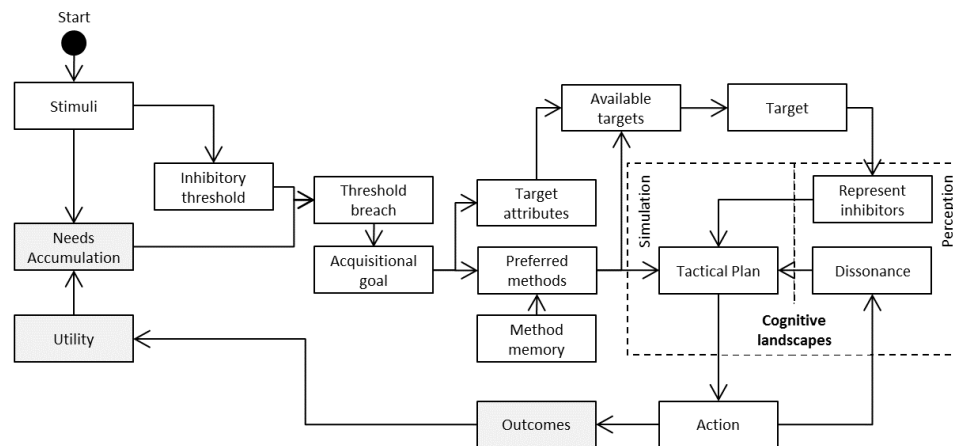 Start
Stimuli
Available
targets
Target
Inhibitory
threshold
Threshold
breach
Target
attributes
Simulation
Represent
inhibitors
Perception
Needs
Accumulation
Acquisitional
goal
Preferred
methods
Tactical Plan
Dissonance
Utility
Method
memory
Cognitive
landscapes
Outcomes
Action